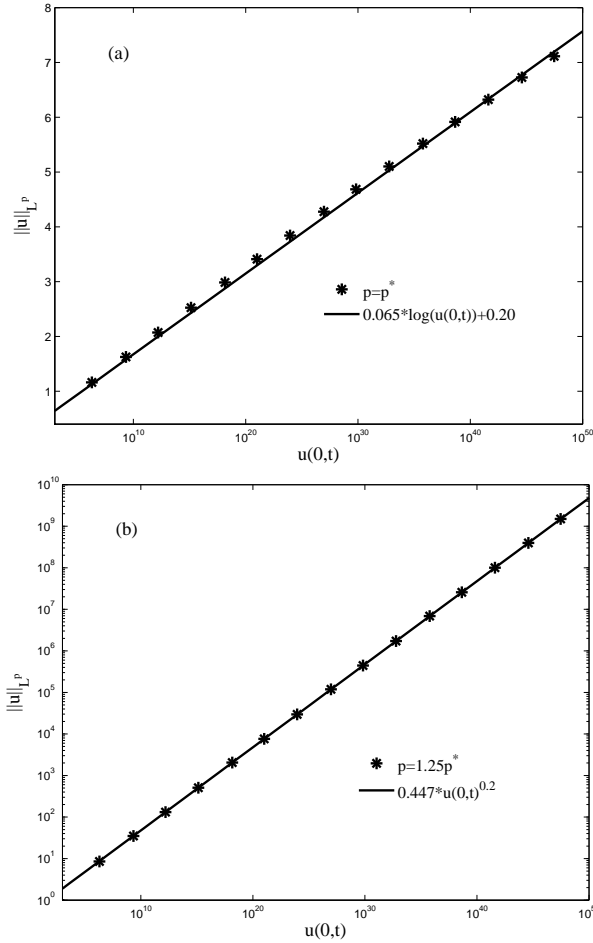 (a)
8
7
6
5
4
3
2
1
||u||_{L^p}
p=p^*
0.065*log(u(0,t))+0.20
10^{10} 10^{20} 10^{30} 10^{40} 10^{50}
u(0,t)
(b)
10^{10}
10^9
10^8
10^7
10^6
10^5
10^4
10^3
10^2
10^1
10^0
||u||_{L^p}
p=1.25p^*
0.447*u(0,t)^{0.2}
10^{10} 10^{20} 10^{30} 10^{40} 10^5
u(0,t)